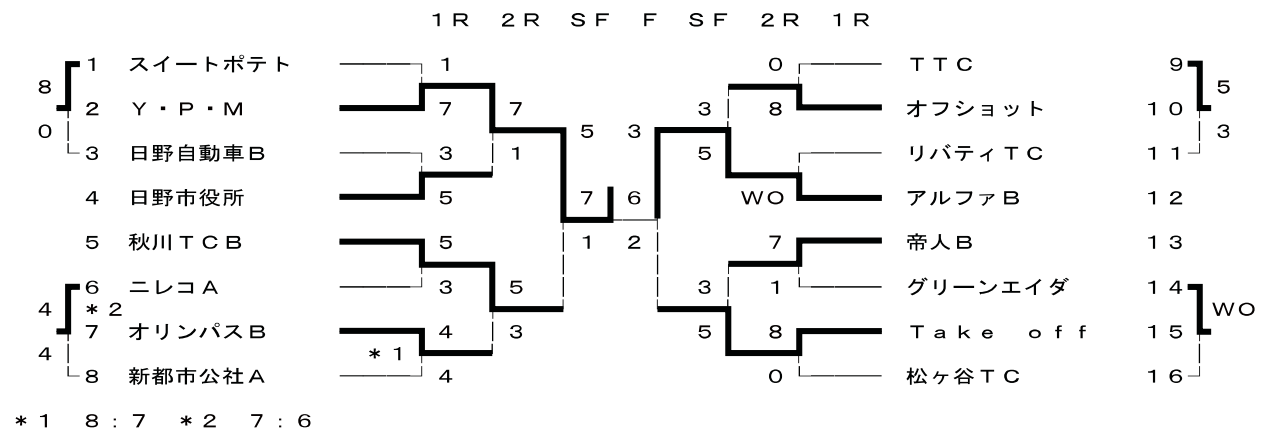 1R 2R SF F SF 2R 1R
1 スイートポテト 1 0 TTC 9
8 5
2 Y・P・M 7 7 3 8 オフショット 10
0 5 3 3
3 日野自動車B 3 1 5 リバティTC 11
4 日野市役所 5 7 6 WO アルファB 12
5 秋川TCB 5 1 2 7 帝人B 13
6 ニレコA 3 5 3 1 グリーンエイダ 14
4 *2 WO
7 オリンパスB 4 3 5 8 Take off 15
4 *1
8 新都市公社A 4 0 松ヶ谷TC 16
*1 8:7 *2 7:6